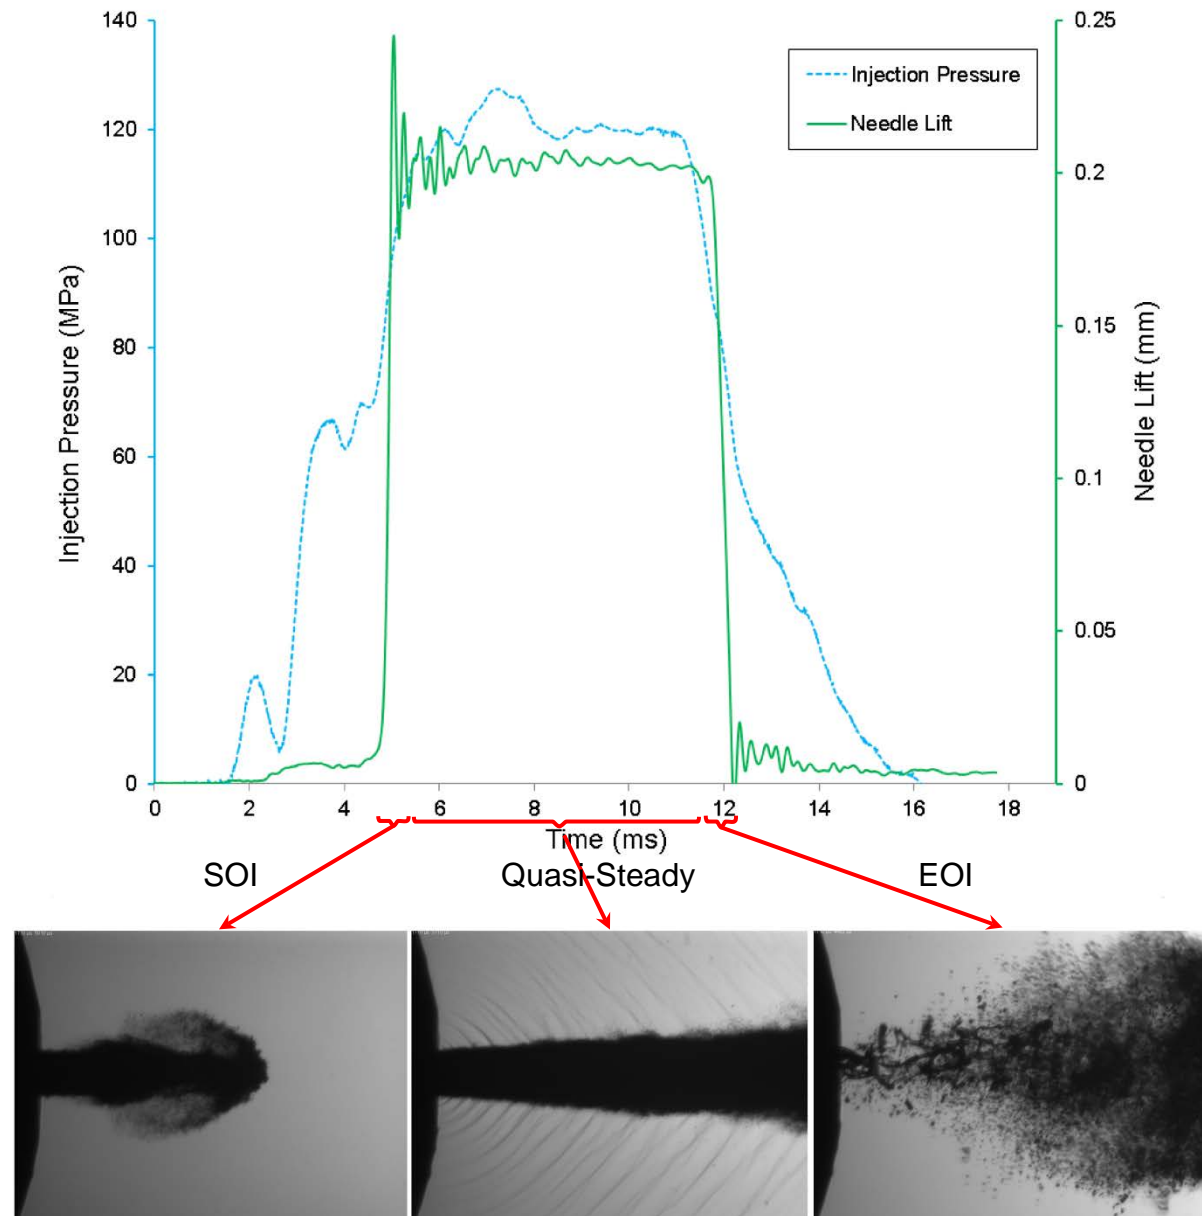 140
120
100
80
60
40
20
0
Injection Pressure (MPa)
0.25
0.2
0.15
0.1
0.05
0
Needle Lift (mm)
Injection Pressure
Needle Lift
0 2 4 6 8 10 12 14 16 18
Time (ms)
SOI Quasi-Steady EOI